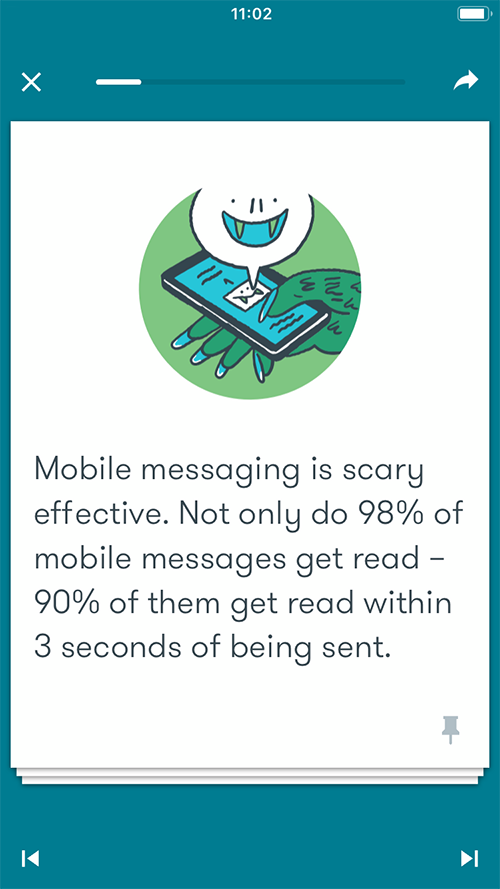 11:02
Mobile messaging is scary
effective. Not only do 98% of
mobile messages get read –
90% of them get read within
3 seconds of being sent.